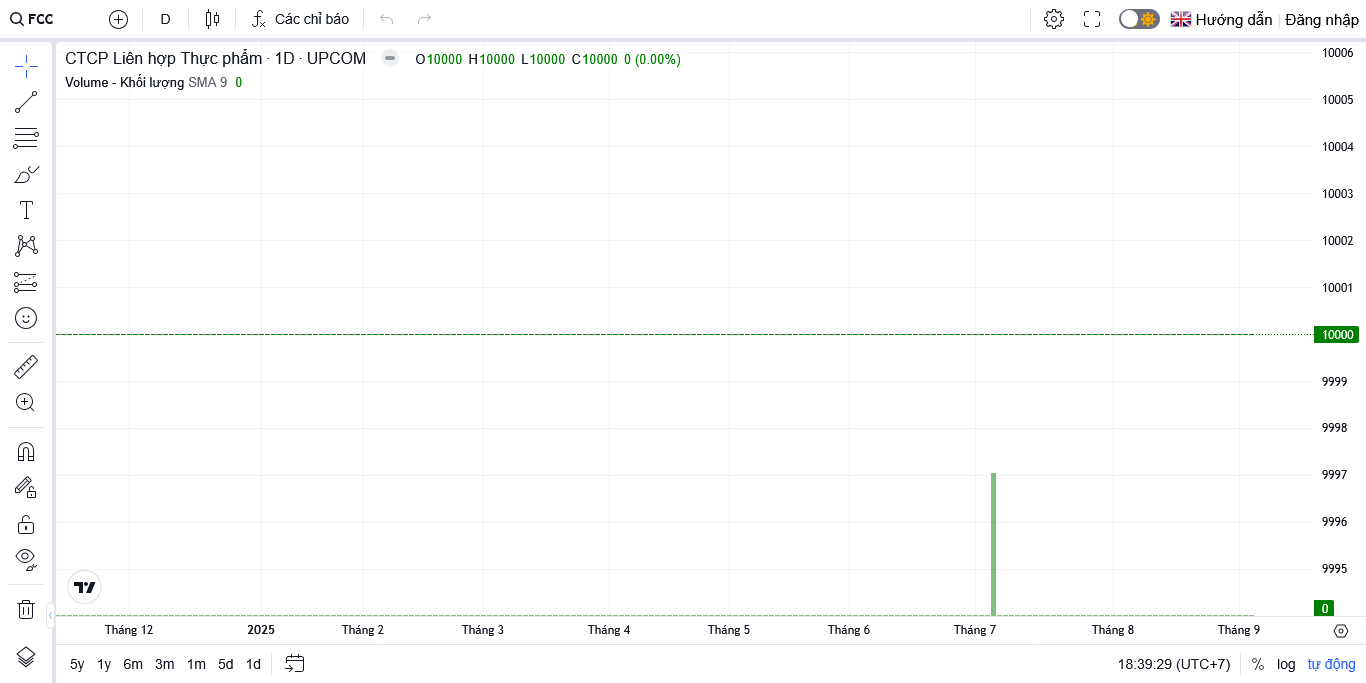 FCC D Các chỉ báo Hướng dẫn Đăng nhập
CTCP Liên hợp Thực phẩm · 1D · UPCOM O10000 H10000 L10000 C10000 0 (0.00%)
Volume - Khối lượng SMA 9 0
10006
10005
10004
10003
10002
10001
10000
9999
9998
9997
9996
9995
0
Tháng 12 2025 Tháng 2 Tháng 3 Tháng 4 Tháng 5 Tháng 6 Tháng 7 Tháng 8 Tháng 9
5y 1y 6m 3m 1m 5d 1d 18:39:29 (UTC+7) % log tự động